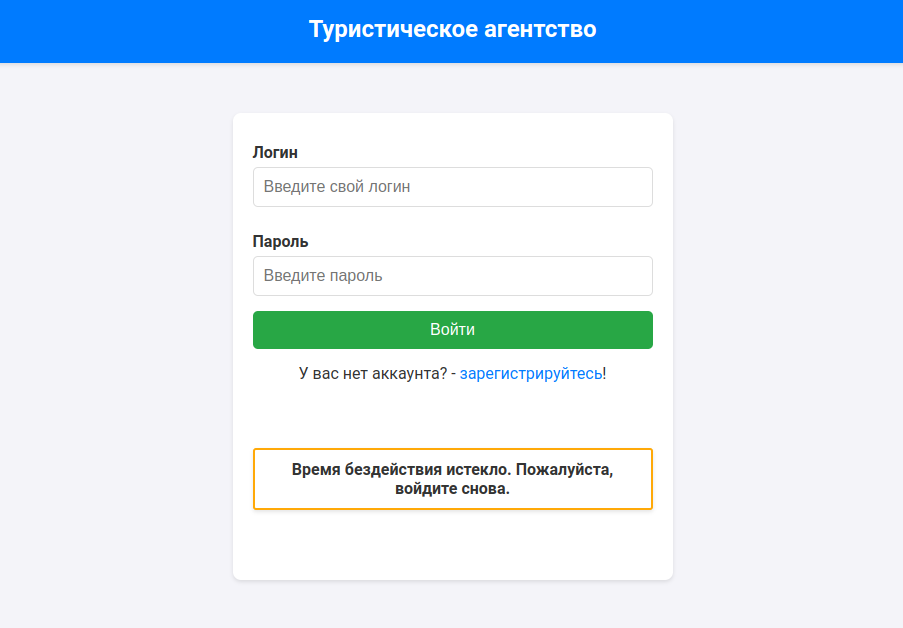 Туристическое агентство
Логин
Введите свой логин
Пароль
Введите пароль
Войти
У вас нет аккаунта? - зарегистрируйтесь!
Время бездействия истекло. Пожалуйста,
войдите снова.